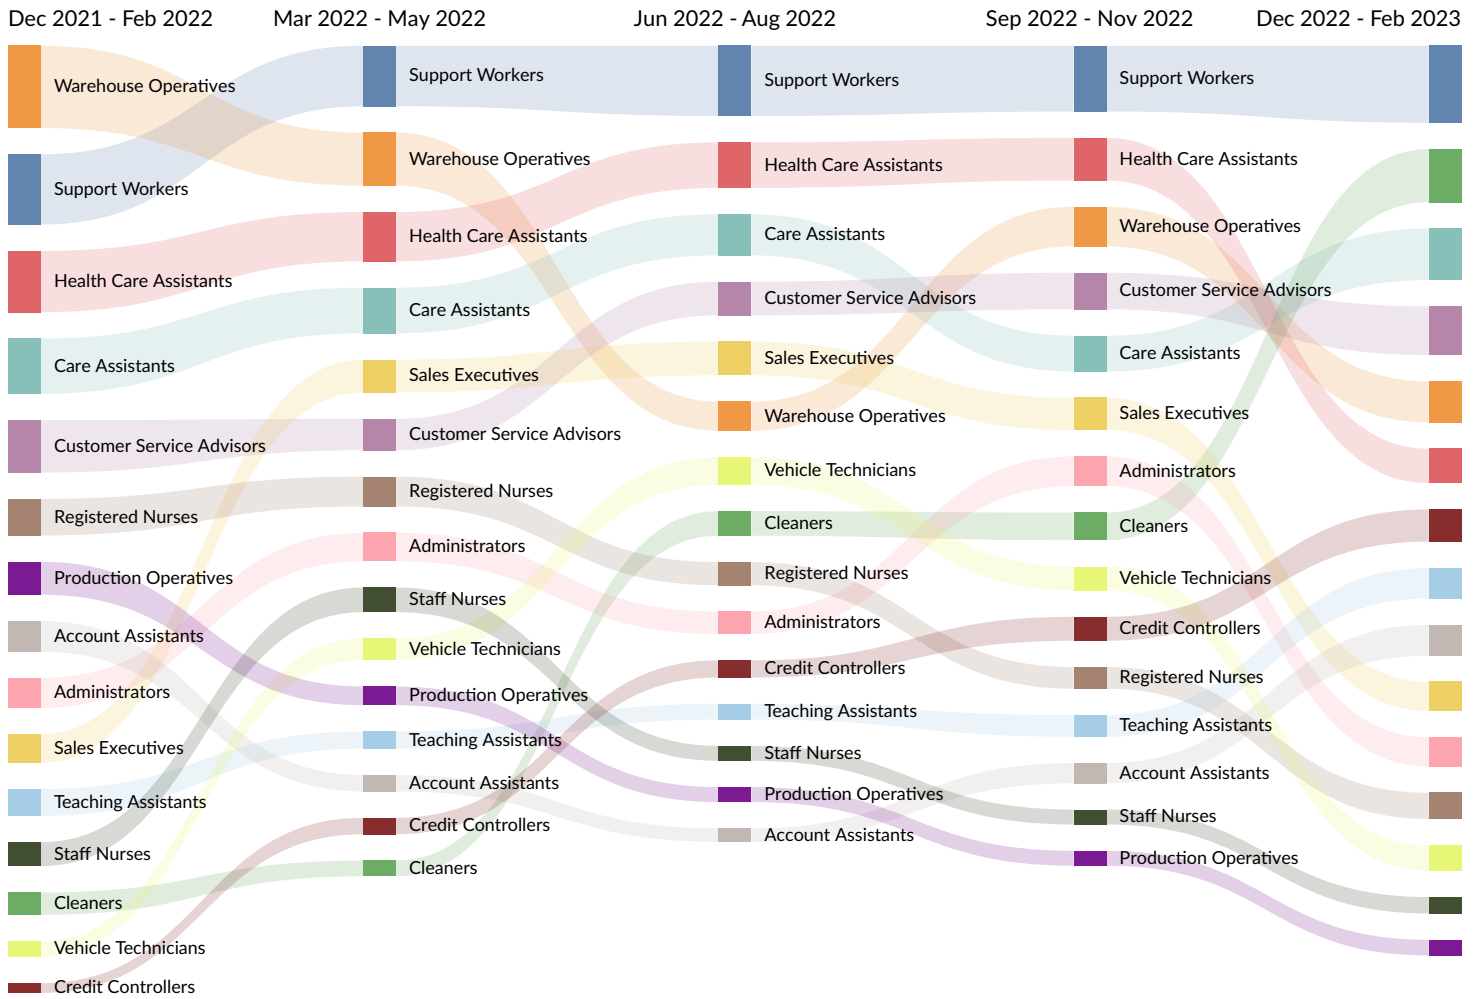 Dec 2021 - Feb 2022
Mar 2022 - May 2022
Jun 2022 - Aug 2022
Sep 2022 - Nov 2022
Dec 2022 - Feb 2023
Warehouse Operatives
Support Workers
Health Care Assistants
Care Assistants
Customer Service Advisors
Registered Nurses
Production Operatives
Account Assistants
Administrators
Sales Executives
Teaching Assistants
Staff Nurses
Cleaners
Vehicle Technicians
Credit Controllers
Support Workers
Warehouse Operatives
Health Care Assistants
Care Assistants
Sales Executives
Customer Service Advisors
Registered Nurses
Administrators
Staff Nurses
Vehicle Technicians
Production Operatives
Teaching Assistants
Account Assistants
Credit Controllers
Cleaners
Support Workers
Health Care Assistants
Care Assistants
Customer Service Advisors
Sales Executives
Warehouse Operatives
Vehicle Technicians
Cleaners
Registered Nurses
Administrators
Credit Controllers
Teaching Assistants
Staff Nurses
Production Operatives
Account Assistants
Support Workers
Health Care Assistants
Warehouse Operatives
Customer Service Advisors
Care Assistants
Sales Executives
Administrators
Cleaners
Vehicle Technicians
Credit Controllers
Registered Nurses
Teaching Assistants
Account Assistants
Staff Nurses
Production Operatives